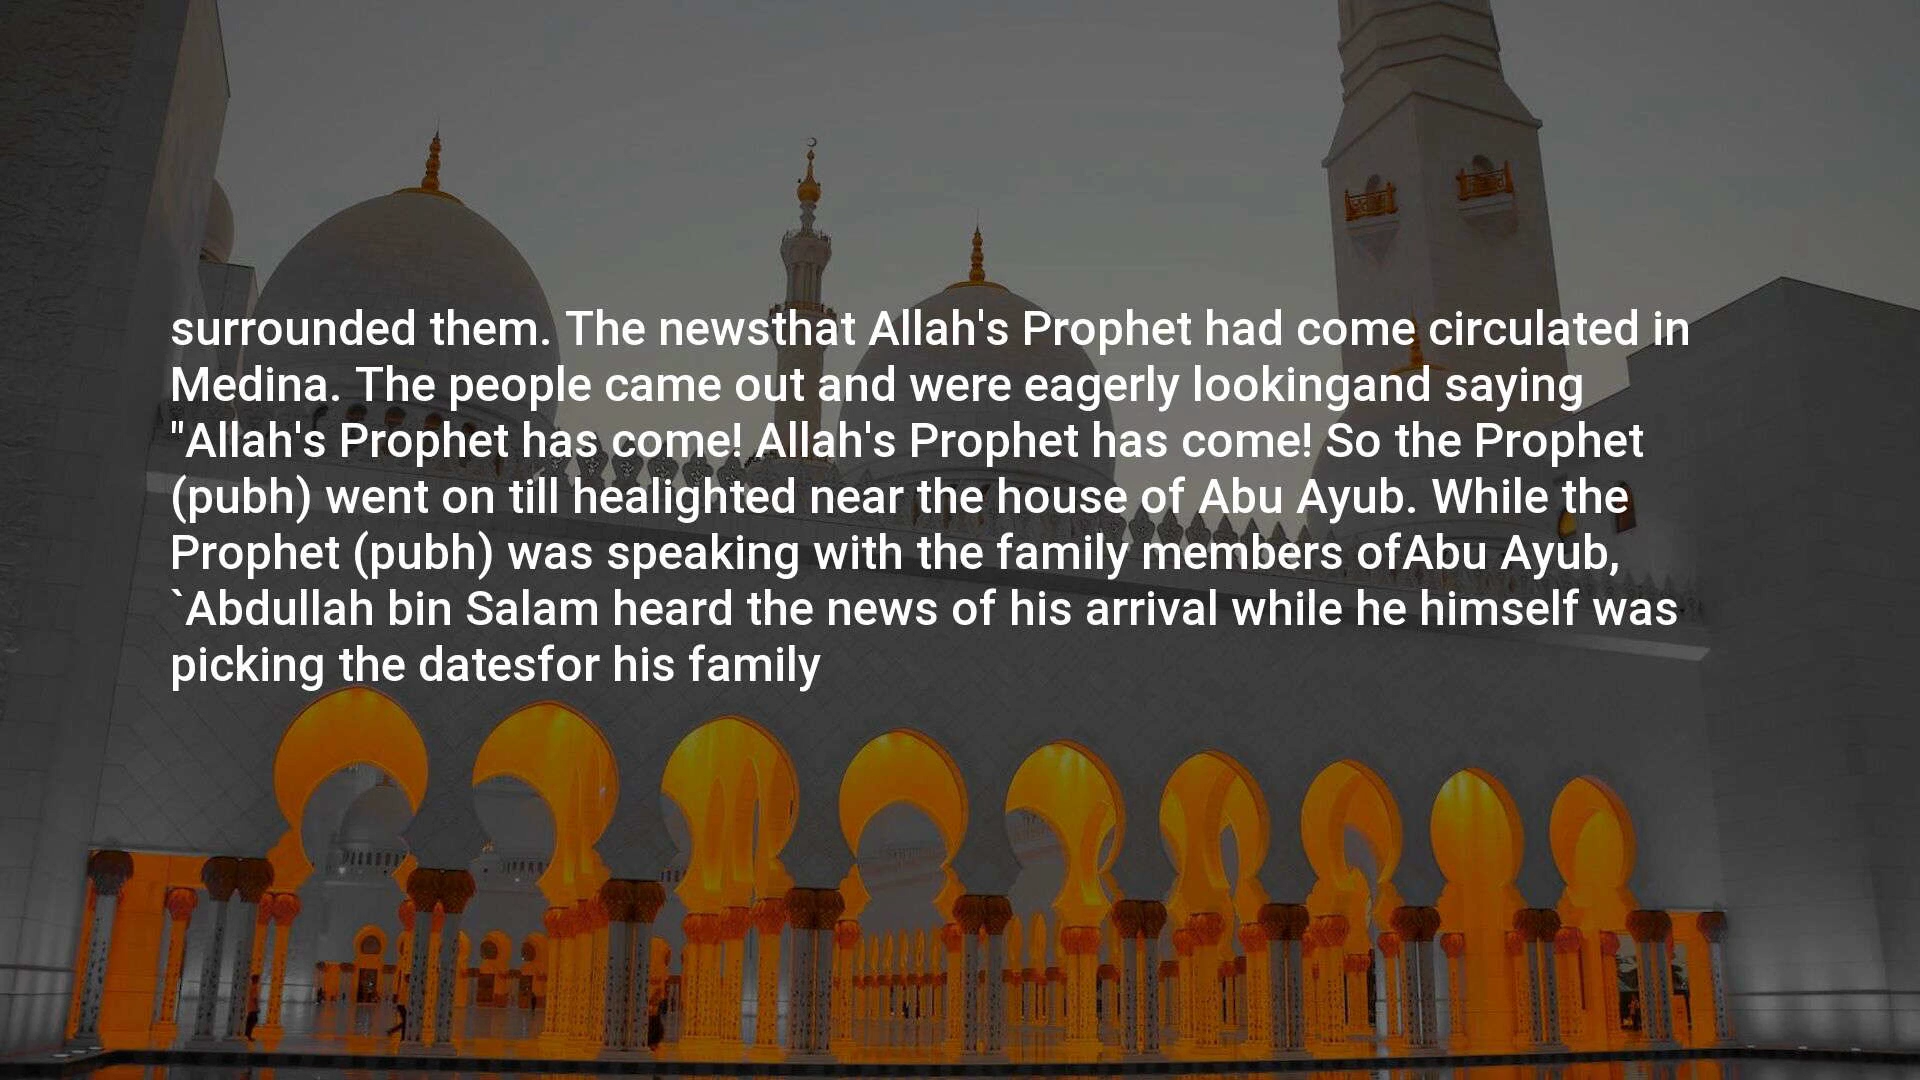 surrounded them. The newsthat Allah's Prophet had come circulated in
Medina. The people came out and were eagerly lookingand saying
"Allah's Prophet has come! Allah's Prophet has come! So the Prophet
(pubh) went on till healighted near the house of Abu Ayub. While the
Prophet (pubh) was speaking with the family members ofAbu Ayub,
`Abdullah bin Salam heard the news of his arrival while he himself was
picking the datesfor his family